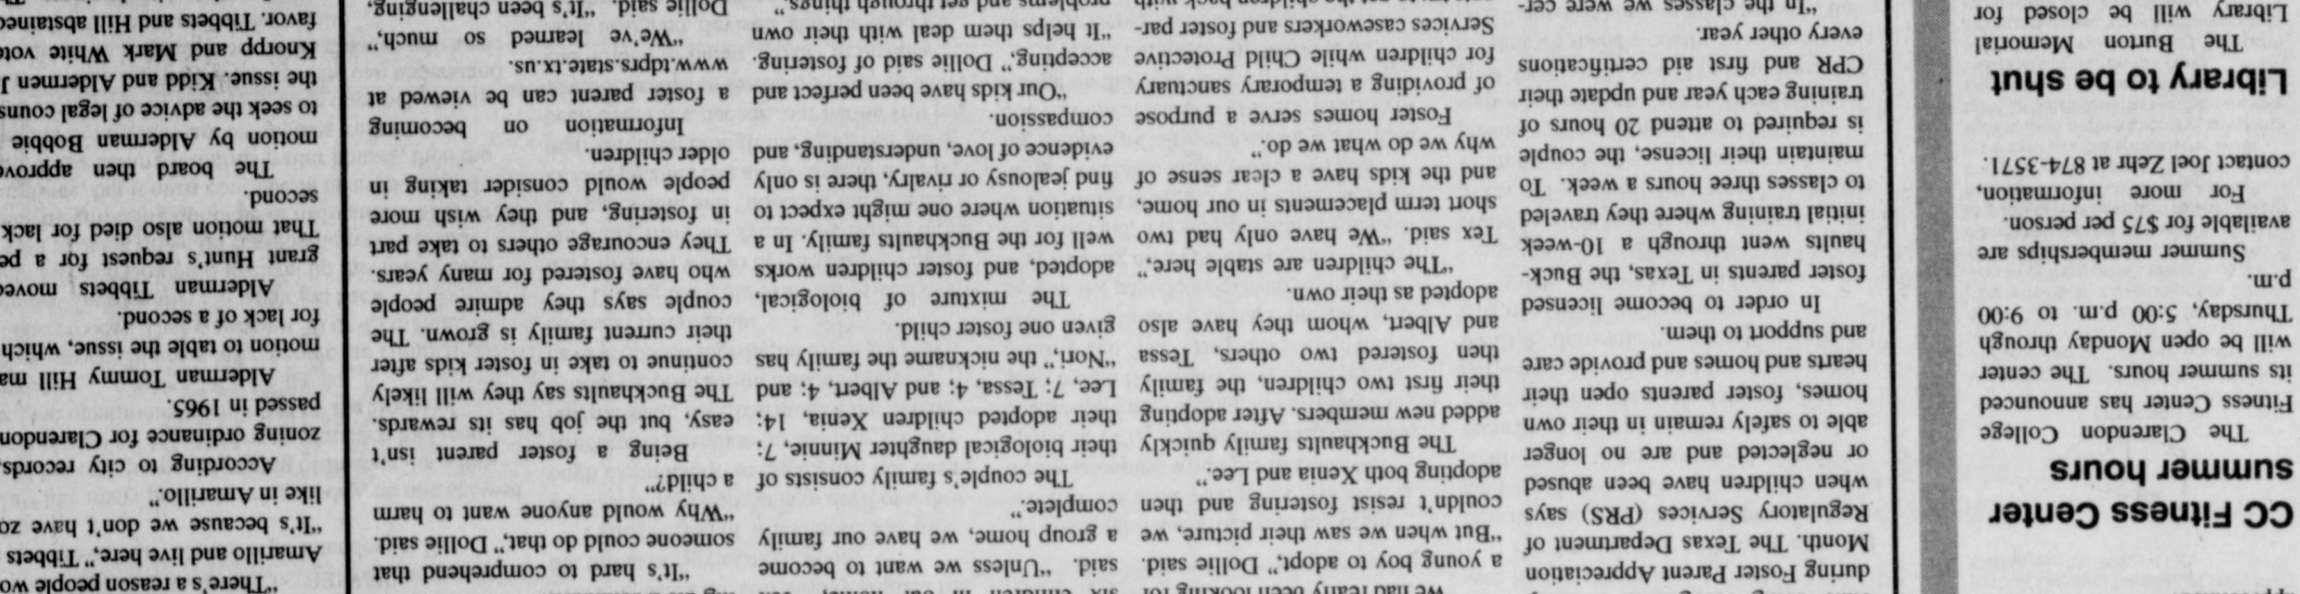 CC Fitness Center
summer hours
The Clarendon College
Fitness Center has announced
its summer hours. The center
will be open Monday through
Thursday, 5:00 p.m. to 9:00
p.m.
Summer memberships are
available for $75 per person.
For more information,
contact Joel Zehr at 874-3571.
Library to be shut
The Burton Memorial
Library will be closed for
during Foster Parent Appreciation
Month. The Texas Department of
Regulatory Services (PRS) says
when children have been abused
or neglected and are no longer
able to safely remain in their own
homes, foster parents open their
hearts and homes and provide care
and support to them.
In order to become licensed
foster parents in Texas, the Buck-
haults went through a 10-week
initial training where they traveled
to classes three hours a week. To
maintain their license, the couple
is required to attend 20 hours of
training each year and update their
CPR and first aid certifications
every other year.
“In the classes we were cer-
we had really been looking for
a young boy to adopt,” Dollie said.
“But when we saw their picture, we
couldn’t resist fostering and then
adopting both Xenia and Lee.”
The Buckhaults family quickly
added new members. After adopting
their first two children, the family
then fostered two others, Tessa
and Albert, whom they have also
adopted as their own.
“The children are stable here,”
Tex said. “We have only had two
short term placements in our home,
and the kids have a clear sense of
why we do what we do.”
Foster homes serve a purpose
of providing a temporary sanctuary
for children while Child Protective
Services caseworkers and foster par-
six children in our home,
said. “Unless we want to become
a group home, we have our family
complete.”
The couple’s family consists of
their biological daughter Minnie, 7;
their adopted children Xenia, 14;
Lee, 7; Tessa, 4; and Albert, 4; and
“Nori,” the nickname the family has
given one foster child.
The mixture of biological,
adopted, and foster children works
well for the Buckhaults family. In a
situation where one might expect to
find jealousy or rivalry, there is only
evidence of love, understanding, and
compassion.
“Our kids have been perfect and
accepting,” Dollie said of fostering.
“It helps them deal with their own
problems and get through things.”
“It’s hard to comprehend that
someone could do that,” Dollie said.
“Why would anyone want to harm
a child?”
Being a foster parent isn’t
easy, but the job has its rewards.
The Buckhaults say they will likely
continue to take in foster kids after
their current family is grown. The
couple says they admire people
who have fostered for many years.
They encourage others to take part
in fostering, and they wish more
people would consider taking in
older children.
Information on becoming
a foster parent can be viewed at
www.tdprs.state.tx.us.
“We’ve learned so much,”
Dollie said. “It’s been challenging,
“There’s a reason people wo
Amarillo and live here,” Tibbets
“It’s because we don’t have zo
like in Amarillo.”
According to city records,
zoning ordinance for Clarendon
passed in 1965.
Alderman Tommy Hill ma
motion to table the issue, which
for lack of a second.
Alderman Tibbets moved
grant Hunt’s request for a pe
That motion also died for lack
second.
The board then approve
motion by Alderman Bobbie
to seek the advice of legal couns
the issue. Kidd and Aldermen J
Knorpp and Mark White vote
favor. Tibbets and Hill abstained